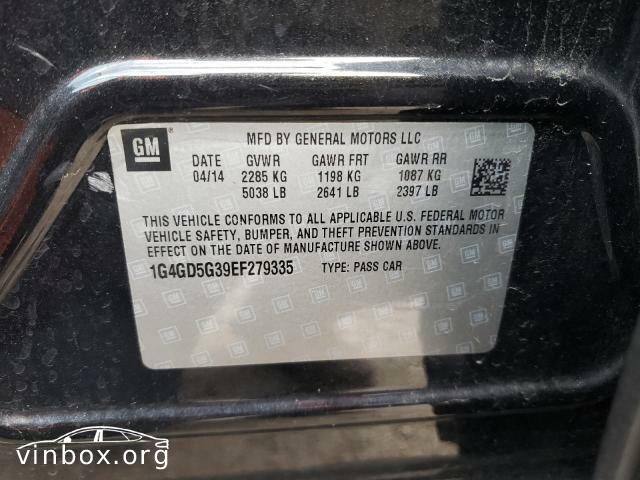 GM ® MFD BY GENERAL MOTORS LLC
DATE GVWR GAWR FRT GAWR RR
04/14 2285 KG 1198 KG 1087 KG
5038 LB 2641 LB 2397 LB
THIS VEHICLE CONFORMS TO ALL APPLICABLE U.S. FEDERAL MOTOR
VEHICLE SAFETY, BUMPER, AND THEFT PREVENTION STANDARDS IN
EFFECT ON THE DATE OF MANUFACTURE SHOWN ABOVE.
1G4GD5G39EF279335 TYPE: PASS CAR
vinbox.org